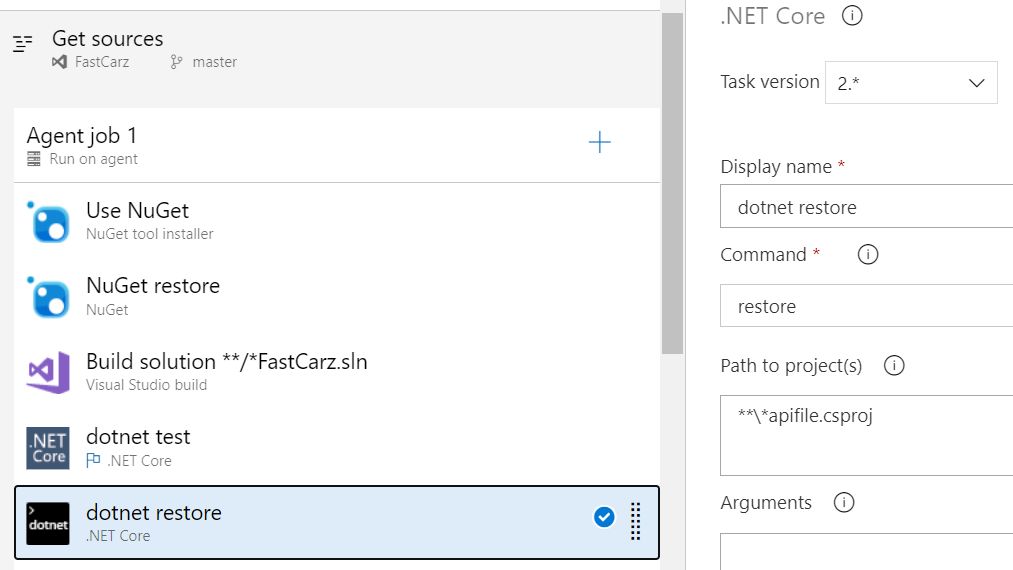 Get sources
FastCarz master
Agent job 1
Run on agent
Use NuGet
NuGet tool installer
NuGet restore
NuGet
Build solution **/*FastCarz.sln
Visual Studio build
.NET
Core
dotnet test
.NET Core
>
dotnet
dotnet restore
.NET Core
.NET Core
Task version 2.*
Display name *
dotnet restore
Command *
restore
Path to project(s)
**\*apifile.csproj
Arguments